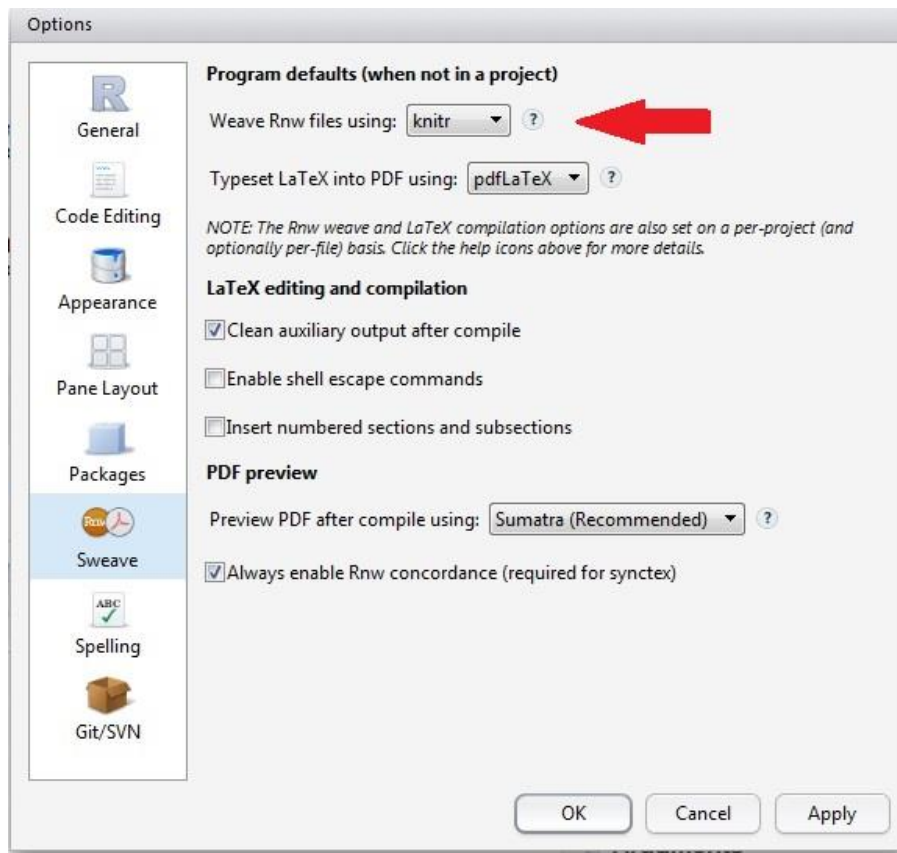 Options
General
Code Editing
Appearance
Pane Layout
Packages
Rnw
Sweave
ABC
Spelling
Git/SVN
Program defaults (when not in a project)
Weave Rnw files using: knitr ?
Typeset LaTeX into PDF using: pdfLaTeX ?
NOTE: The Rnw weave and LaTeX compilation options are also set on a per-project (and
optionally per-file) basis. Click the help icons above for more details.
LaTeX editing and compilation
Clean auxiliary output after compile
Enable shell escape commands
Insert numbered sections and subsections
PDF preview
Preview PDF after compile using: Sumatra (Recommended) ?
Always enable Rnw concordance (required for synctex)
OK Cancel Apply